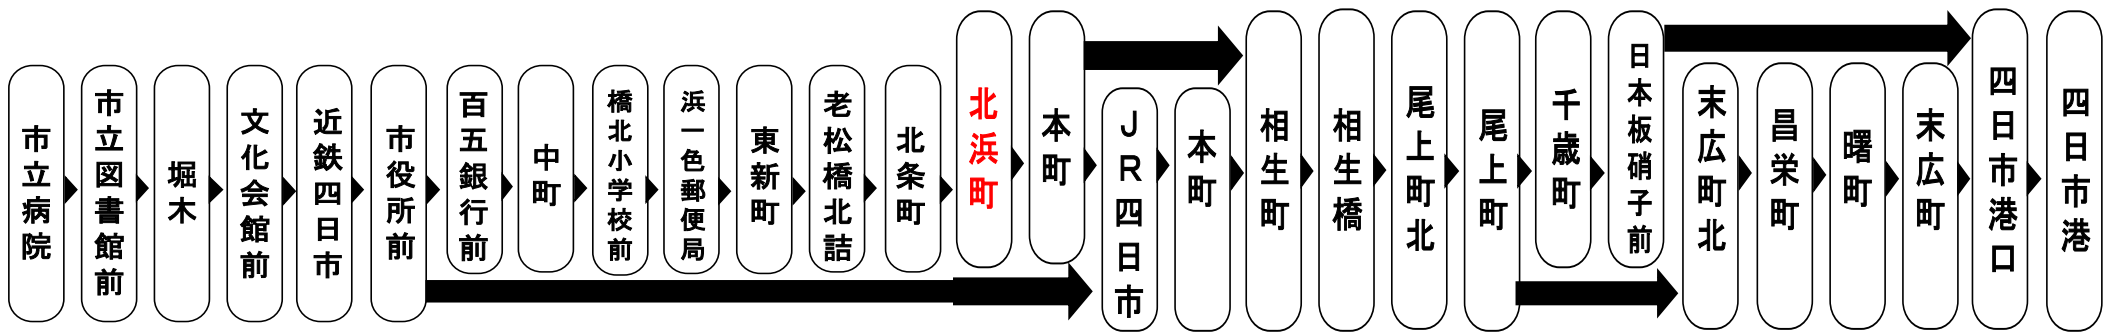 市立病院
市立図書館前
堀木
文化会館前
近鉄四日市
市役所前
百五銀行前
中町
橋北小学校前
浜一色郵便局
東新町
老松橋北詰
北条町
北浜町
本町
JR四日市
本町
相生町
相生橋
尾上町北
尾上町
千歳町
日本板硝子前
末広町北
昌栄町
曙町
末広町
四日市港口
四日市港